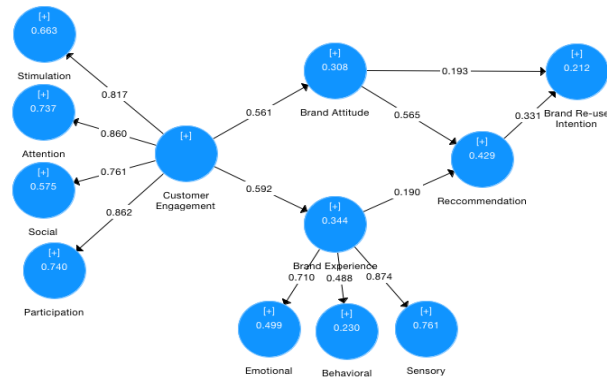 [+]
0.663
Stimulation
[+]
0.737
Attention
[+]
0.575
Social
[+]
0.740
Participation
0.817
0.860
0.761
0.862
[+]
Customer
Engagement
0.561
0.592
[+]
0.308
Brand Attitude
[+]
0.344
Brand Experience
0.193
0.565
0.190
[+]
0.429
Reccommendation
0.331
[+]
0.212
Brand Re-use
Intention
0.710
0.488
0.874
[+]
0.499
Emotional
[+]
0.230
Behavioral
[+]
0.761
Sensory